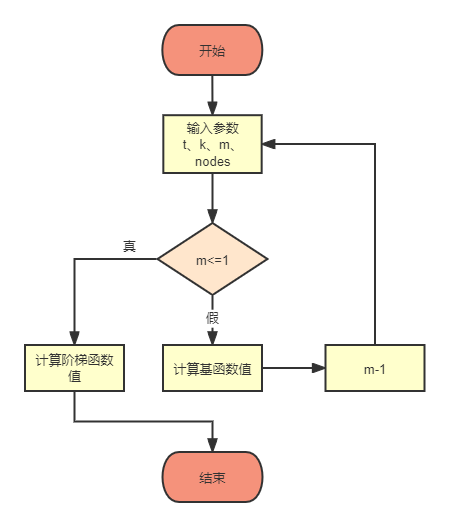 开始
输入参数
t、k、m、
nodes
真
m<=1
假
计算阶梯函数
值
计算基函数值
m-1
结束